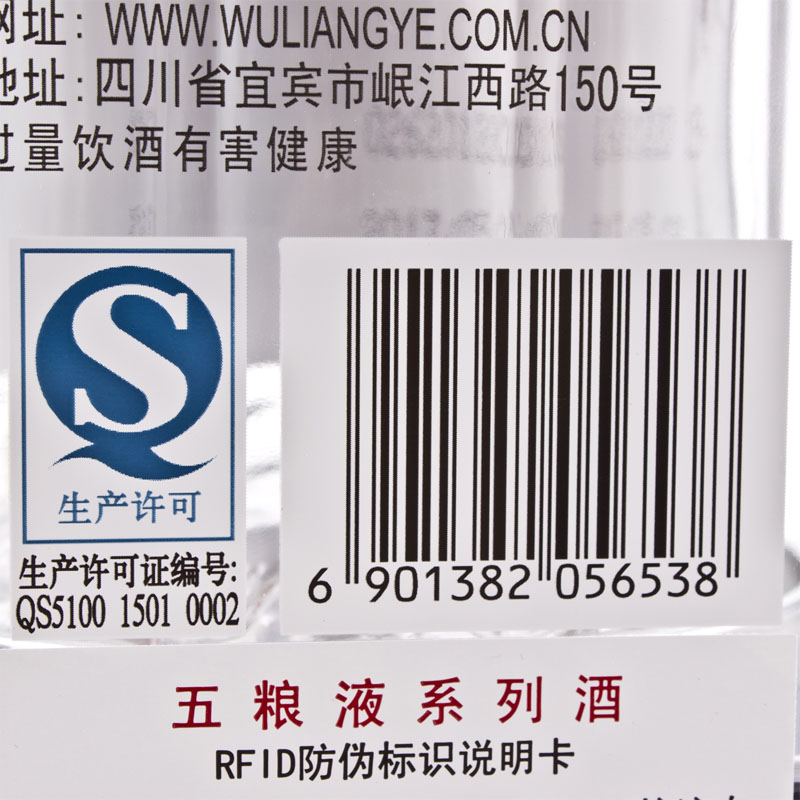 网址: WWW.WULIANGYE.COM.CN
地址:四川省宜宾市岷江西路150号
过量饮酒有害健康
S
生产许可
生产许可证编号:
QS5100 1501 0002
6 901382 056538
五粮液系列酒
RFID防伪标识说明卡